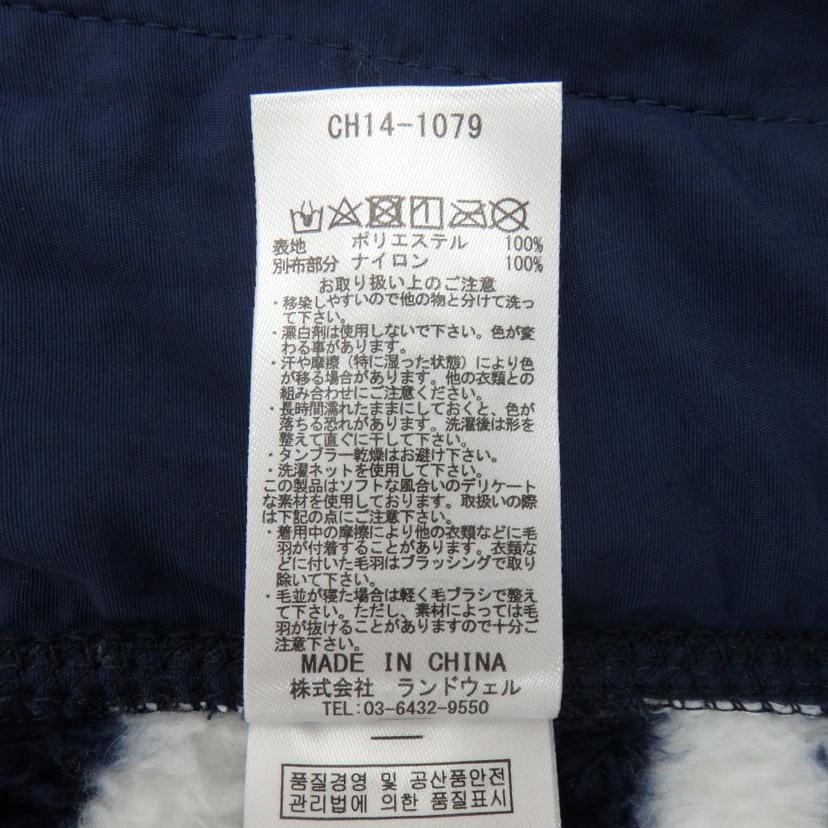 CH14-1079
表地 ポリエステル 100%
別布部分 ナイロン 100%
お取り扱い上のご注意
・移染しやすいので他の物と分けて洗っ
て下さい。
・漂白剤は使用しないで下さい。色が変
わる事があります。
・汗や摩擦（特に湿った状態）により色
が移る場合があります。他の衣類との
組み合わせにご注意ください。
・長時間濡れたままにしておくと、色が
落ちる恐れがあります。洗濯後は形を
整えて直ぐに干して下さい。
・タンブラー乾燥はお避け下さい。
・洗濯ネットを使用して下さい。
この製品はソフトな風合いのデリケート
な素材を使用しております。取扱いの際
は下記の点にご注意下さい。
・着用中の摩擦により他の衣類などに毛
羽が付着することがあります。衣類な
どに付いた毛羽はブラッシングで取り
除いて下さい。
・毛並が寝た場合は軽く毛ブラシで整え
て下さい。ただし、素材によっては毛
羽が抜けることがありますので十分ご
注意下さい。
MADE IN CHINA
株式会社 ランドウェル
TEL:03-6432-9550
품질경영 및 공산품안전
관리법에 의한 품질표시